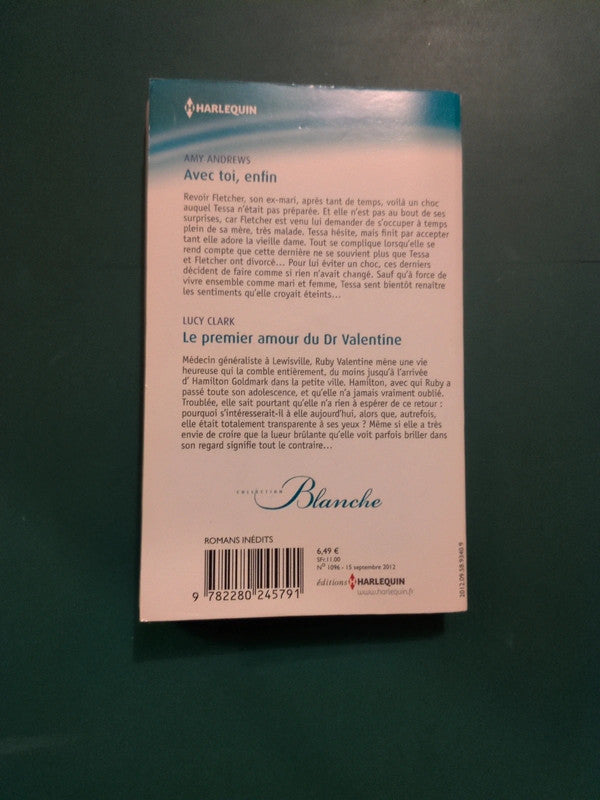 HARLEQUIN
AMY ANDREWS
Avec toi, enfin
Revoir Fletcher, son ex-mari, après tant de temps, voilà un choc
auquel Tessa n'était pas préparée. Et elle n'est pas au bout de ses
surprises, car Fletcher est venu lui demander de s'occuper à temps
plein de sa mère, très malade. Tessa hésite, mais finit par accepter
tant elle adore la vieille dame. Tout se complique lorsqu'elle se
rend compte que cette dernière ne se souvient plus que Tessa
et Fletcher ont divorcé... Pour lui éviter un choc, ces derniers
décident de faire comme si rien n'avait changé. Sauf qu'à force de
vivre ensemble comme mari et femme, Tessa sent bientôt renaître
les sentiments qu'elle croyait éteints...
LUCY CLARK
Le premier amour du Dr Valentine
Médecin généraliste à Lewisville, Ruby Valentine mène une vie
heureuse qui la comble entièrement, du moins jusqu'à l'arrivée
d' Hamilton Goldmark dans la petite ville. Hamilton, avec qui Ruby a
passé toute son adolescence, et qu'elle n'a jamais vraiment oublié.
Troublée, elle sait pourtant qu'elle n'a rien à espérer de ce retour :
pourquoi s'intéresserait-il à elle aujourd'hui, alors que, autrefois,
elle était totalement transparente à ses yeux ? Même si elle a très
envie de croire que la lueur brûlante qu'elle voit parfois briller dans
son regard signifie tout le contraire...
COLLECTION Blanche
ROMANS INÉDITS
6,49 €
SFr.11.00
N° 1096 - 15 septembre 2012
9 782280 245791
éditions HARLEQUIN
www.harlequin.fr
2012.09.58.9340.9